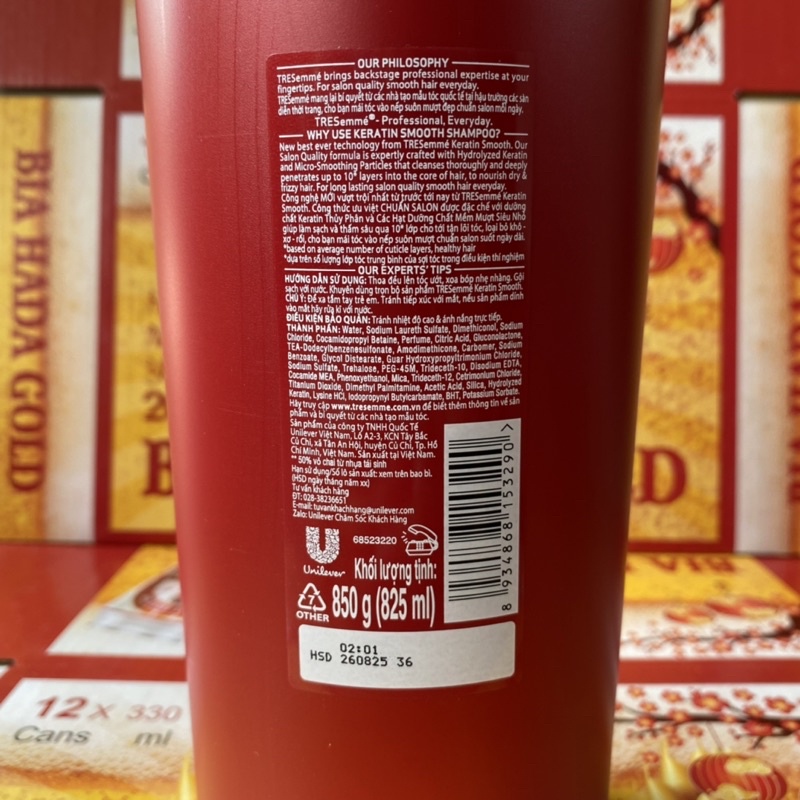 OUR PHILOSOPHY
TRESemmé brings backstage professional expertise at your
fingertips. For salon quality smooth hair everyday.
TRESemmé mang lại bí quyết từ các nhà tạo mẫu tóc quốc tế tại hậu trường các sàn
diễn thời trang, cho bạn mái tóc vào nếp suôn mượt đẹp chuẩn salon mỗi ngày.
TRESemmé®- Professional, Everyday.
WHY USE KERATIN SMOOTH SHAMPOO?
New best ever technology from TRESemmé Keratin Smooth. Our
Salon Quality formula is expertly crafted with Hydrolyzed Keratin
and Micro-Smoothing Particles that cleanses thoroughly and deeply
penetrates up to 10# layers into the core of hair, to nourish dry &
frizzy hair. For long lasting salon quality smooth hair everyday.
Công nghệ MỚI vượt trội nhất từ trước tới nay từ TRESemmé Keratin
Smooth. Công thức ưu việt CHUẨN SALON được đặc chế với dưỡng
chất Keratin Thủy Phân và Các Hạt Dưỡng Chất Mềm Mượt Siêu Nhỏ
giúp làm sạch và thấm sâu qua 10# lớp cho tới tận lõi tóc, loại bỏ khô -
xơ - rối, cho bạn mái tóc vào nếp suôn mượt chuẩn salon suốt ngày dài.
#based on average number of cuticle layers, healthy hair
#dựa trên số lượng lớp tóc trung bình của sợi tóc trong điều kiện thí nghiệm
OUR EXPERTS' TIPS
HƯỚNG DẪN SỬ DỤNG: Thoa đều lên tóc ướt, xoa bóp nhẹ nhàng. Gội
sạch với nước. Khuyên dùng trọn bộ sản phẩm TRESemmé Keratin Smooth.
CHÚ Ý: Để xa tầm tay trẻ em. Tránh tiếp xúc với mắt, nếu sản phẩm dính
vào mắt hãy rửa kĩ với nước.
ĐIỀU KIỆN BẢO QUẢN: Tránh nhiệt độ cao & ánh nắng trực tiếp.
THÀNH PHẦN: Water, Sodium Laureth Sulfate, Dimethiconol, Sodium
Chloride, Cocamidopropyl Betaine, Perfume, Citric Acid, Gluconolactone,
TEA-Dodecylbenzenesulfonate, Amodimethicone, Carbomer, Sodium
Benzoate, Glycol Distearate, Guar Hydroxypropyltrimonium Chloride,
Sodium Sulfate, Trehalose, PEG-45M, Trideceth-10, Disodium EDTA,
Cocamide MEA, Phenoxyethanol, Mica, Trideceth-12, Cetrimonium Chloride,
Titanium Dioxide, Dimethyl Palmitamine, Acetic Acid, Silica, Hydrolyzed
Keratin, Lysine HCl, Iodopropynyl Butylcarbamate, BHT, Potassium Sorbate.
Hãy truy cập www.tresemme.com.vn để biết thêm thông tin về sản
phẩm và bí quyết từ các nhà tạo mẫu tóc.
Sản phẩm của công ty TNHH Quốc Tế
Unilever Việt Nam, Lô A2-3, KCN Tây Bắc
Củ Chi, xã Tân An Hội, huyện Củ Chi, Tp. Hồ
Chí Minh, Việt Nam. Sản xuất tại Việt Nam.
** 50% vỏ chai từ nhựa tái sinh
Hạn sử dụng/Số lô sản xuất: xem trên bao bì.
(HSD ngày tháng năm xx)
Tư vấn khách hàng
ĐT: 028-38236651
E-mail: tuvankhachhang@unilever.com
Zalo: Unilever Chăm Sóc Khách Hàng
68523220
Unilever
Khối lượng tịnh:
850 g (825 ml)
7
OTHER
8 934868 153290 >
02:01
HSD 260825 36
BIA HADA GOLD
12 X 330
Cans ml